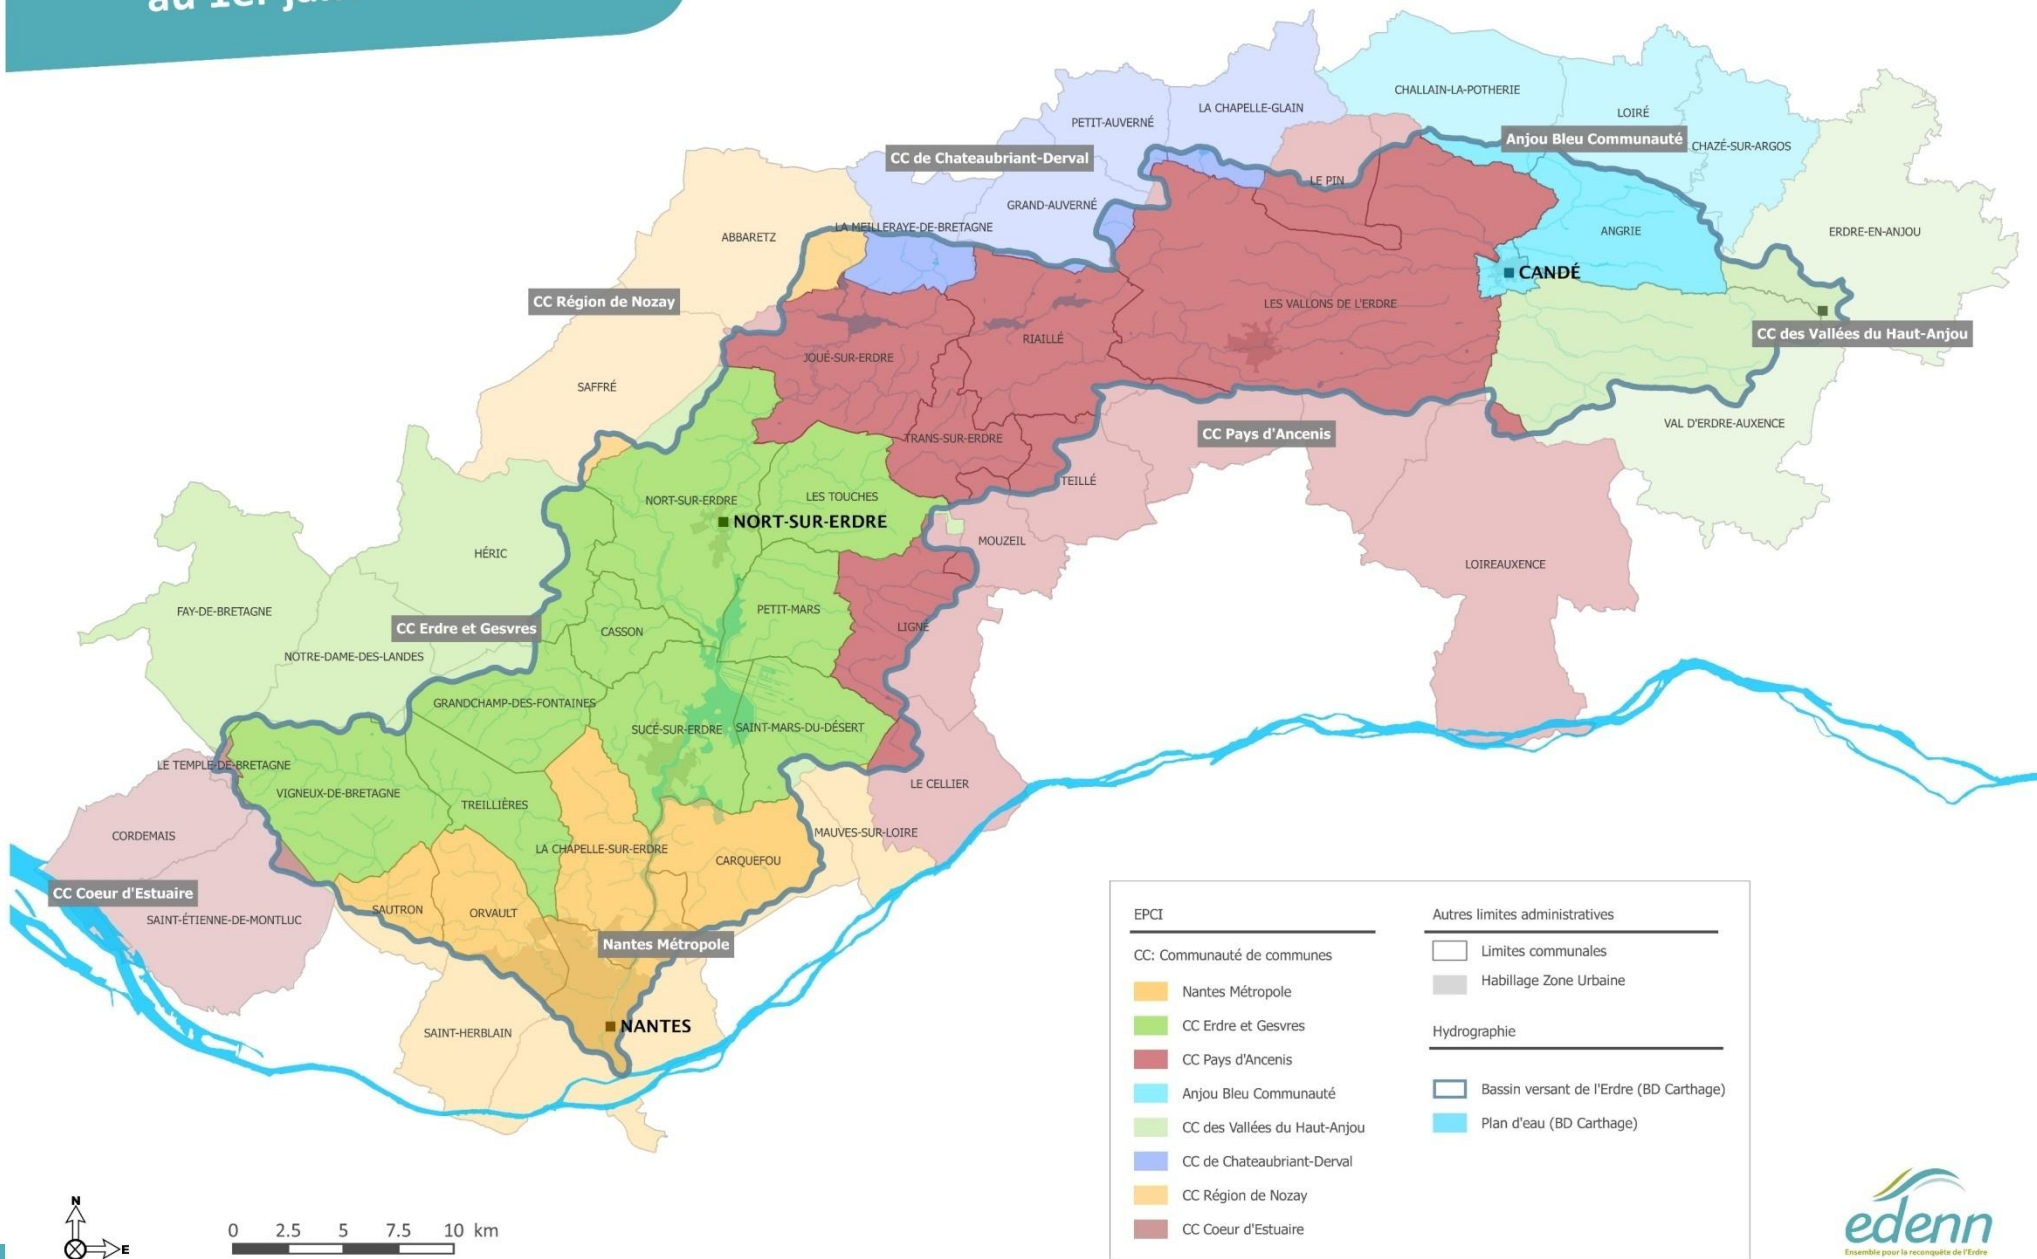 au 1er
CHALLAIN-LA-POTHERIE
LA CHAPELLE-GLAIN
LOIRÉ
PETIT-AUVERNÉ
Anjou Bleu Communauté
CHAZÉ-SUR-ARGOS
CC de Chateaubriant-Derval
LE PIN
GRAND-AUVERNÉ
LA MEILLERAYE-DE-BRETAGNE
ABBARETZ
ANGRIE
ERDRE-EN-ANJOU
CANDÉ
CC Région de Nozay
LES VALLONS DE L'ERDRE
CC des Vallées du Haut-Anjou
RIAILLÉ
JOUÉ-SUR-ERDRE
SAFFRÉ
VAL D'ERDRE-AUXENCE
CC Pays d'Ancenis
TRANS-SUR-ERDRE
TEILLÉ
NORT-SUR-ERDRE
LES TOUCHES
NORT-SUR-ERDRE
MOUZEIL
HÉRIC
LOIREAUXENCE
FAY-DE-BRETAGNE
PETIT-MARS
CC Erdre et Gesvres
CASSON
LIGNÉ
NOTRE-DAME-DES-LANDES
GRANDCHAMP-DES-FONTAINES
SUCÉ-SUR-ERDRE
SAINT-MARS-DU-DÉSERT
LE TEMPLE-DE-BRETAGNE
VIGNEUX-DE-BRETAGNE
TREILLIÈRES
LE CELLIER
CORDEMAIS
MAUVES-SUR-LOIRE
LA CHAPELLE-SUR-ERDRE
CARQUEFOU
CC Coeur d'Estuaire
SAINT-ÉTIENNE-DE-MONTLUC
SAUTRON
ORVAULT
Nantes Métropole
NANTES
SAINT-HERBLAIN
EPCI
CC: Communauté de communes
Nantes Métropole
CC Erdre et Gesvres
CC Pays d'Ancenis
Anjou Bleu Communauté
CC des Vallées du Haut-Anjou
CC de Chateaubriant-Derval
CC Région de Nozay
CC Coeur d'Estuaire
Autres limites administratives
Limites communales
Habillage Zone Urbaine
Hydrographie
Bassin versant de l'Erdre (BD Carthage)
Plan d'eau (BD Carthage)
N
E
0 2.5 5 7.5 10 km
edenn
Ensemble pour la reconquête de l'Erdre